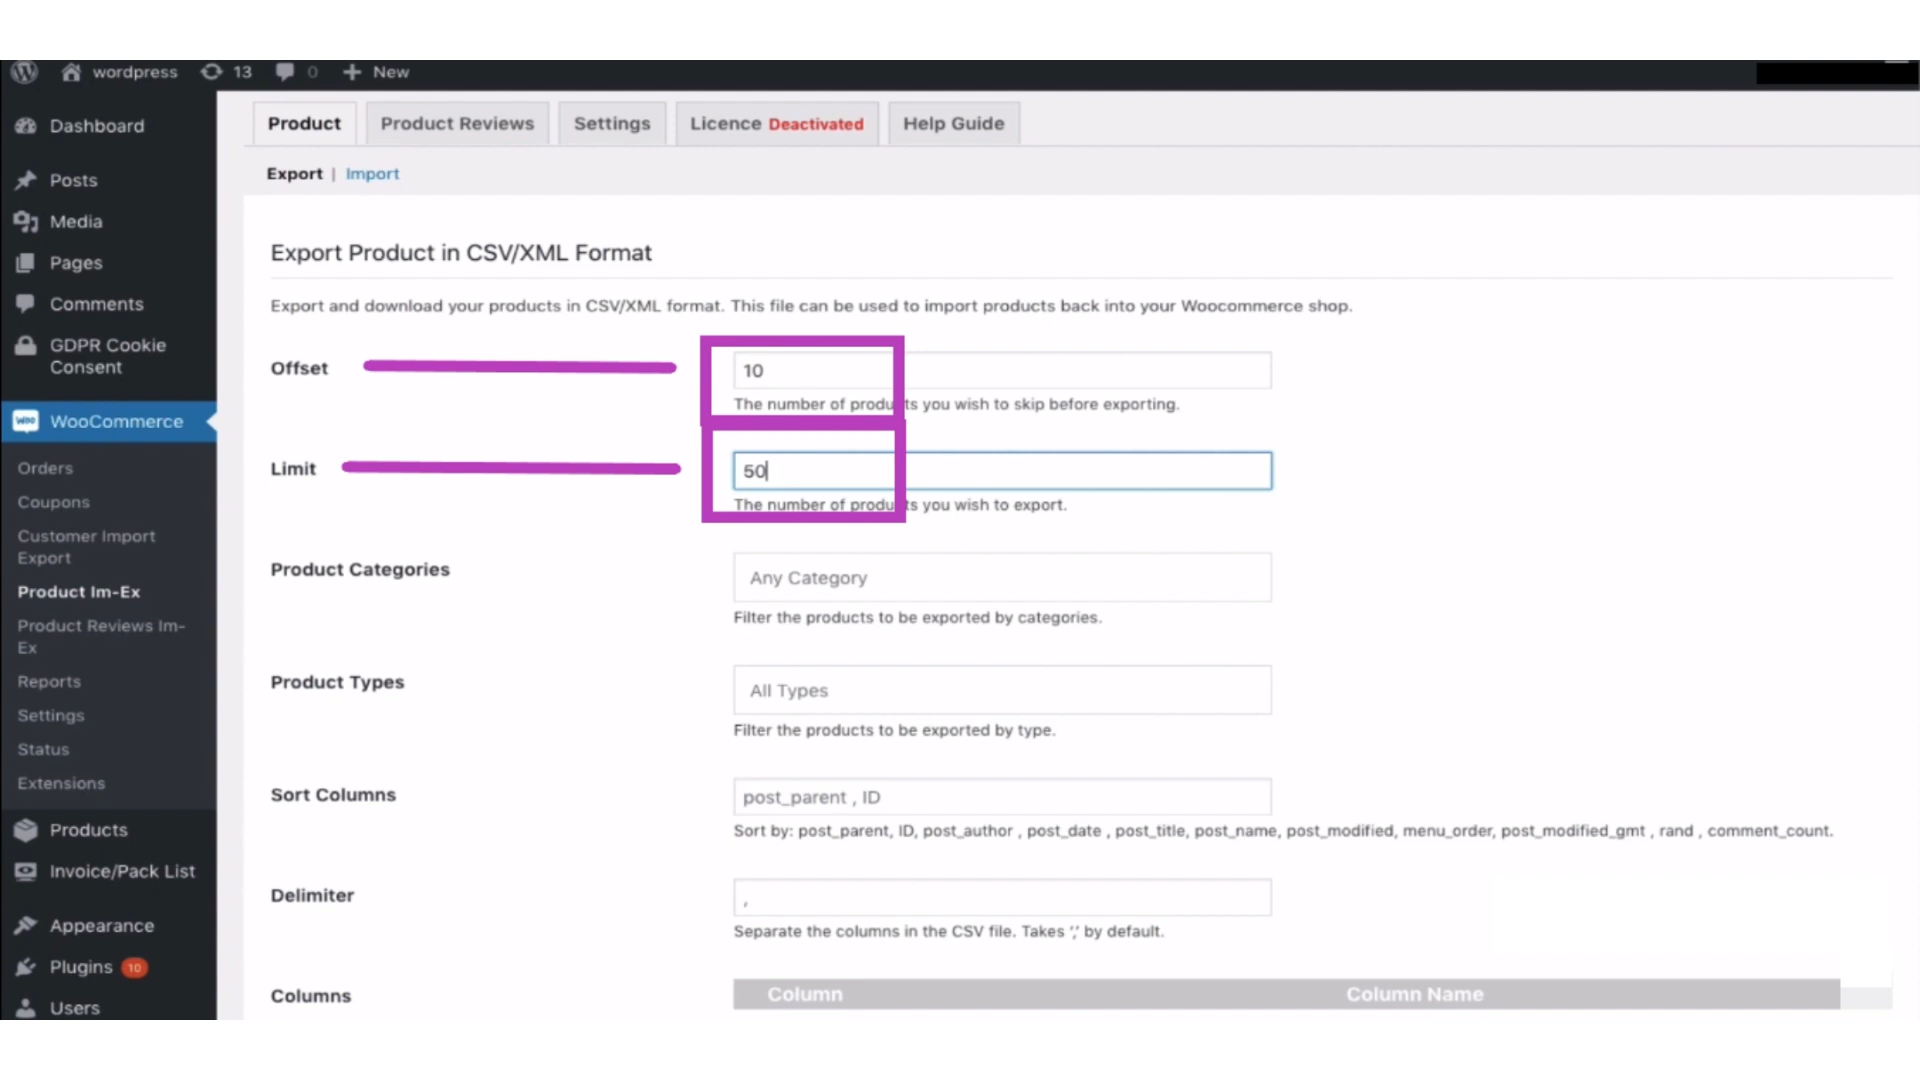 wordpress 13 0 New
Dashboard
Posts
Media
Pages
Comments
GDPR Cookie
Consent
WooCommerce
Orders
Coupons
Customer Import
Export
Product Im-Ex
Product Reviews Im-
Ex
Reports
Settings
Status
Extensions
Products
Invoice/Pack List
Appearance
Plugins 10
Users
Product Product Reviews Settings Licence Deactivated Help Guide
Export | Import
Export Product in CSV/XML Format
Export and download your products in CSV/XML format. This file can be used to import products back into your Woocommerce shop.
Offset 10
The number of products you wish to skip before exporting.
Limit 50
The number of products you wish to export.
Product Categories Any Category
Filter the products to be exported by categories.
Product Types All Types
Filter the products to be exported by type.
Sort Columns post_parent , ID
Sort by: post_parent, ID, post_author , post_date , post_title, post_name, post_modified, menu_order, post_modified_gmt , rand , comment_count.
Delimiter ,
Separate the columns in the CSV file. Takes ‘,’ by default.
Columns Column Column Name